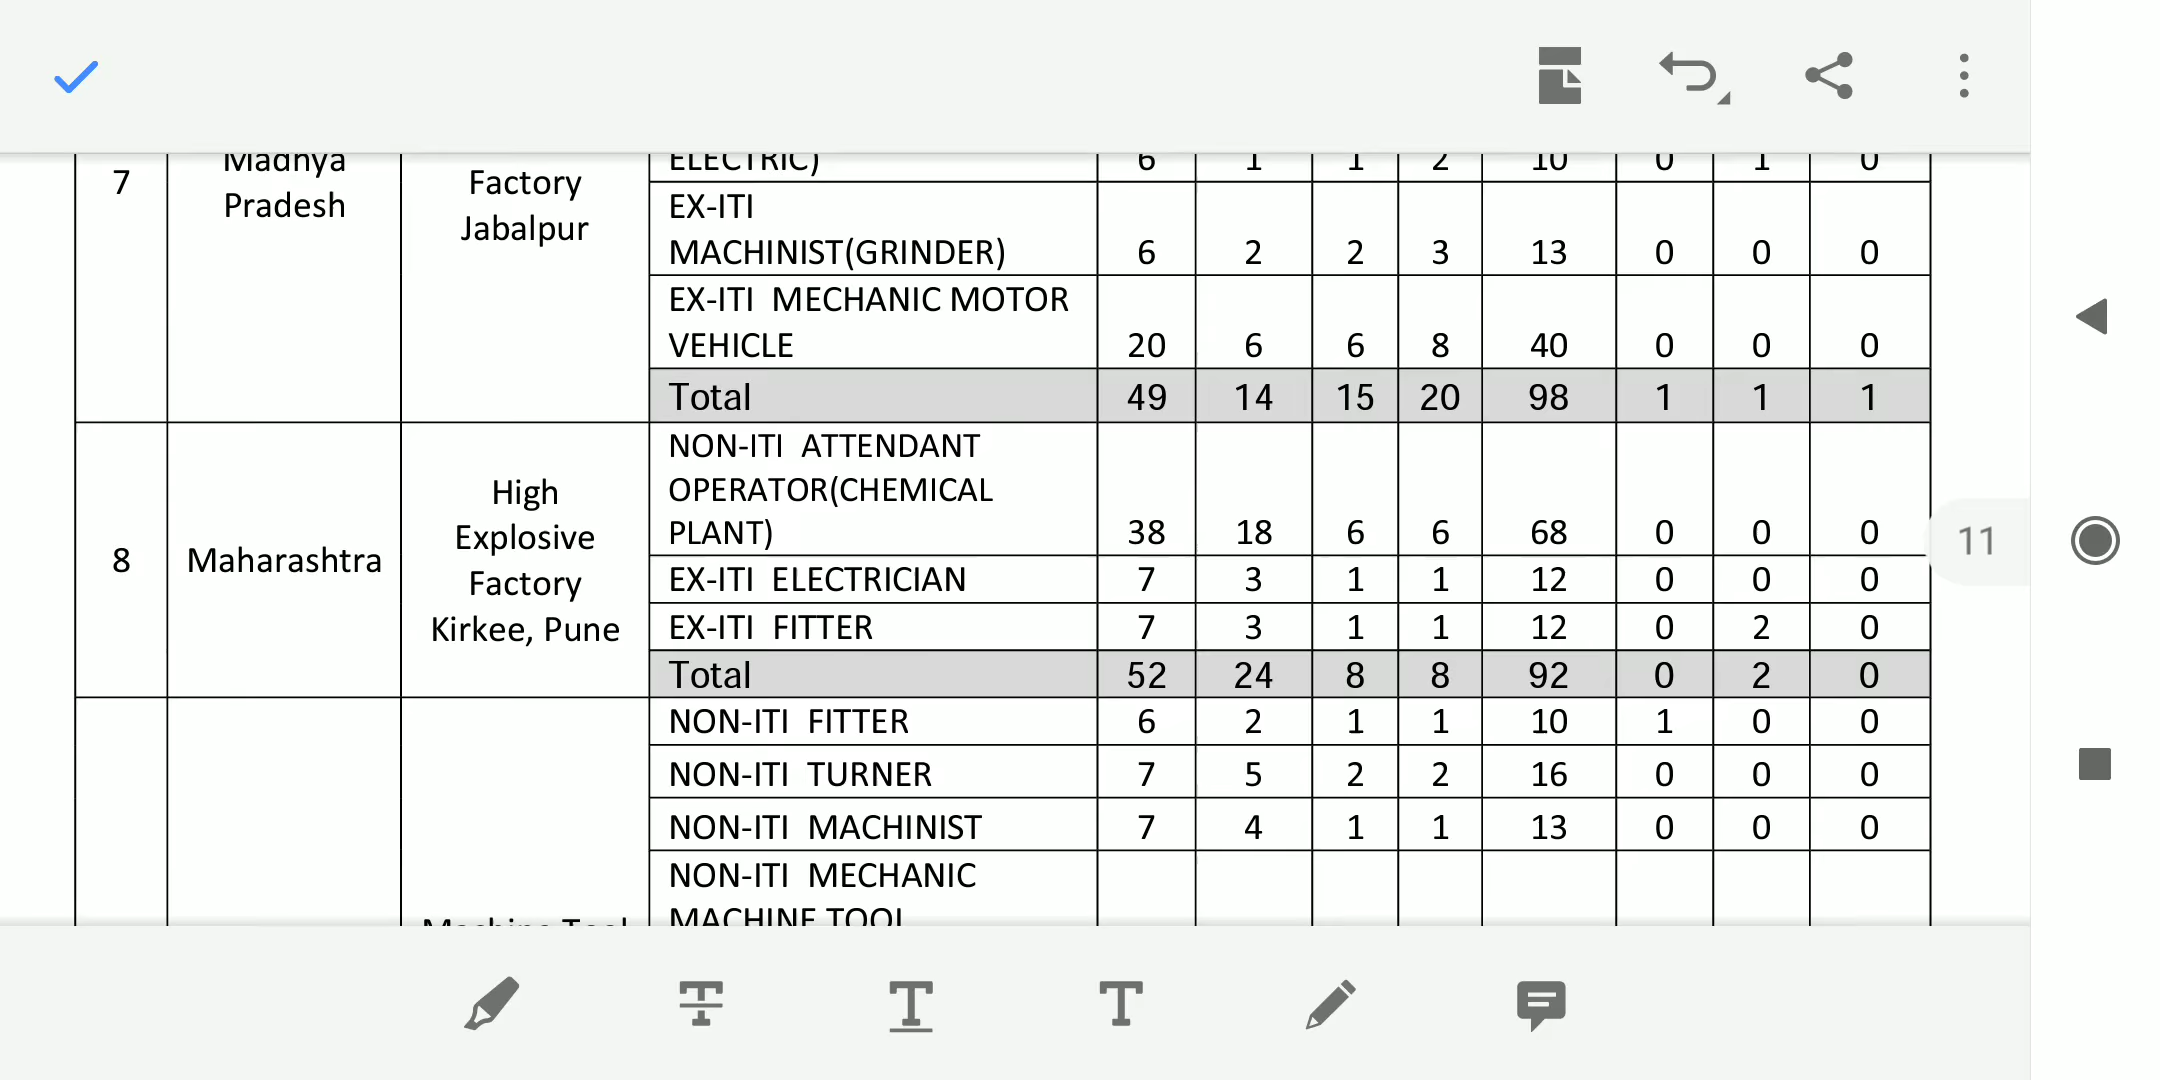 7 Madhya Pradesh Factory Jabalpur
ELECTRIC) 6 1 1 2 10 0 1 0
EX-ITI
MACHINIST(GRINDER) 6 2 2 3 13 0 0 0
EX-ITI MECHANIC MOTOR
VEHICLE 20 6 6 8 40 0 0 0
Total 49 14 15 20 98 1 1 1
8 Maharashtra
High
Explosive
Factory
Kirkee, Pune
NON-ITI ATTENDANT
OPERATOR(CHEMICAL
PLANT) 38 18 6 6 68 0 0 0
EX-ITI ELECTRICIAN 7 3 1 1 12 0 0 0
EX-ITI FITTER 7 3 1 1 12 0 2 0
Total 52 24 8 8 92 0 2 0
NON-ITI FITTER 6 2 1 1 10 1 0 0
NON-ITI TURNER 7 5 2 2 16 0 0 0
NON-ITI MACHINIST 7 4 1 1 13 0 0 0
Machine Tool
NON-ITI MECHANIC
MACHINE TOOL
11